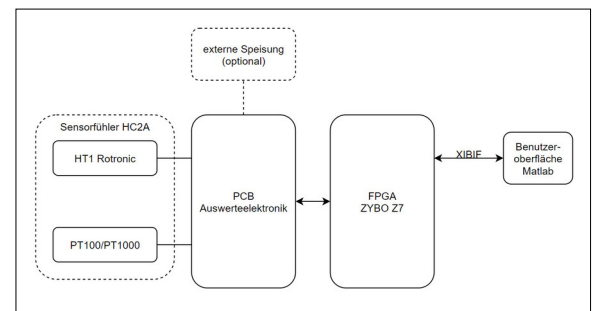 externe Speisung
(optional)
Sensorfühler HC2A
HT1 Rotronic
PT100/PT1000
PCB
Auswerteelektronik
FPGA
ZYBO Z7
XIBIF
Benutzer-
oberfläche
Matlab